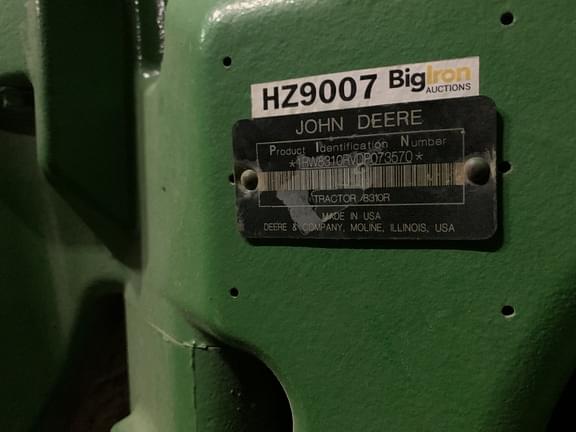 HZ9007 BigIron
AUCTIONS
JOHN DEERE
Product Identification Number
*1RW8310RVDP073570*
TRACTOR /8310R
MADE IN USA
DEERE & COMPANY, MOLINE, ILLINOIS, USA